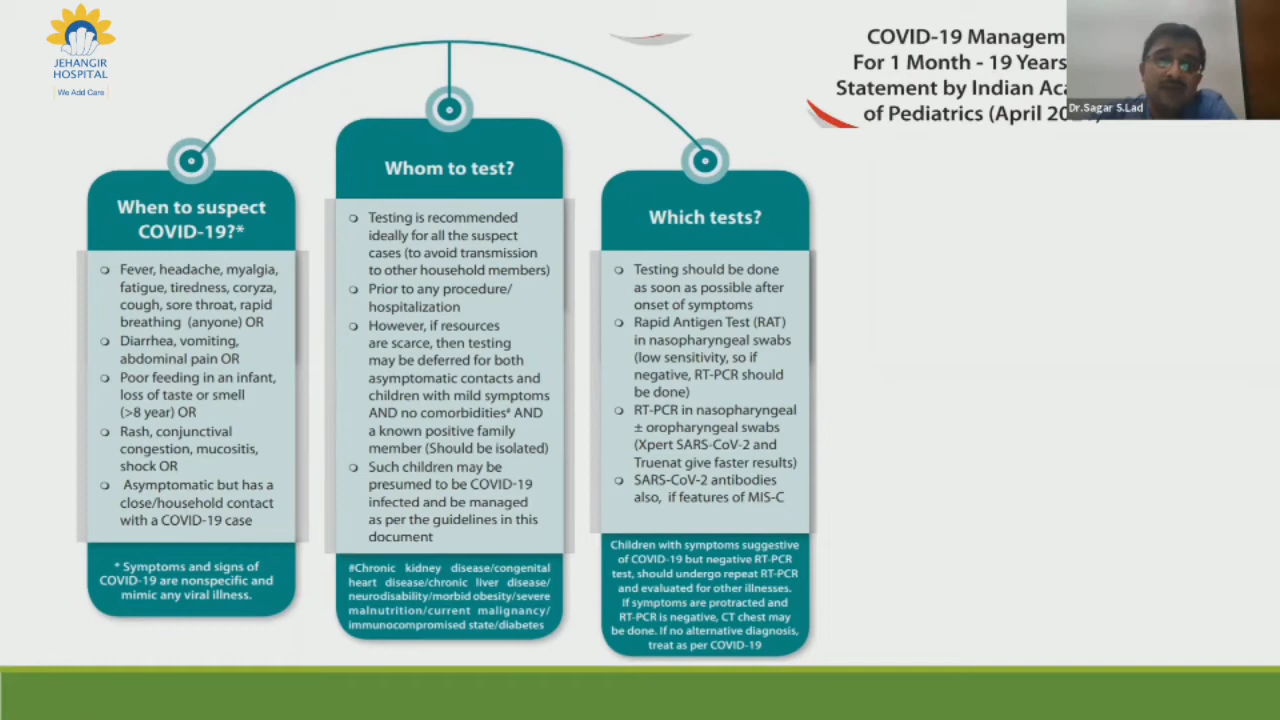 JEHANGIR
HOSPITAL
We Add Care
COVID-19
For 1 Month - 19 Years
Statement by Indian
of Pediatrics (April
Dr.Sagar S.Lad
When to suspect
COVID-19?*
Fever, headache, myalgia,
fatigue, tiredness, coryza,
cough, sore throat, rapid
breathing (anyone) OR
Diarrhea, vomiting,
abdominal pain OR
Poor feeding in an infant,
loss of taste or smell
(>8 year) OR
Rash, conjunctival
congestion, mucositis,
shock OR
Asymptomatic but has a
close/household contact
with a COVID-19 case
* Symptoms and signs of
COVID-19 are nonspecific and
mimic any viral illness.
Whom to test?
Testing is recommended
ideally for all the suspect
cases (to avoid transmission
to other household members)
Prior to any procedure/
hospitalization
However, if resources
are scarce, then testing
may be deferred for both
asymptomatic contacts and
children with mild symptoms
AND no comorbidities# AND
a known positive family
member (Should be isolated)
Such children may be
presumed to be COVID-19
infected and be managed
as per the guidelines in this
document
#Chronic kidney disease/congenital
heart disease/chronic liver disease/
neurodisability/morbid obesity/severe
malnutrition/current malignancy/
immunocompromised state/diabetes
Which tests?
Testing should be done
as soon as possible after
onset of symptoms
Rapid Antigen Test (RAT)
in nasopharyngeal swabs
(low sensitivity, so if
negative, RT-PCR should
be done)
RT-PCR in nasopharyngeal
± oropharyngeal swabs
(Xpert SARS-CoV-2 and
Truenat give faster results)
SARS-CoV-2 antibodies
also, if features of MIS-C
Children with symptoms suggestive
of COVID-19 but negative RT-PCR
test, should undergo repeat RT-PCR
and evaluated for other illnesses.
If symptoms are protracted and
RT-PCR is negative, CT chest may
be done. If no alternative diagnosis,
treat as per COVID-19